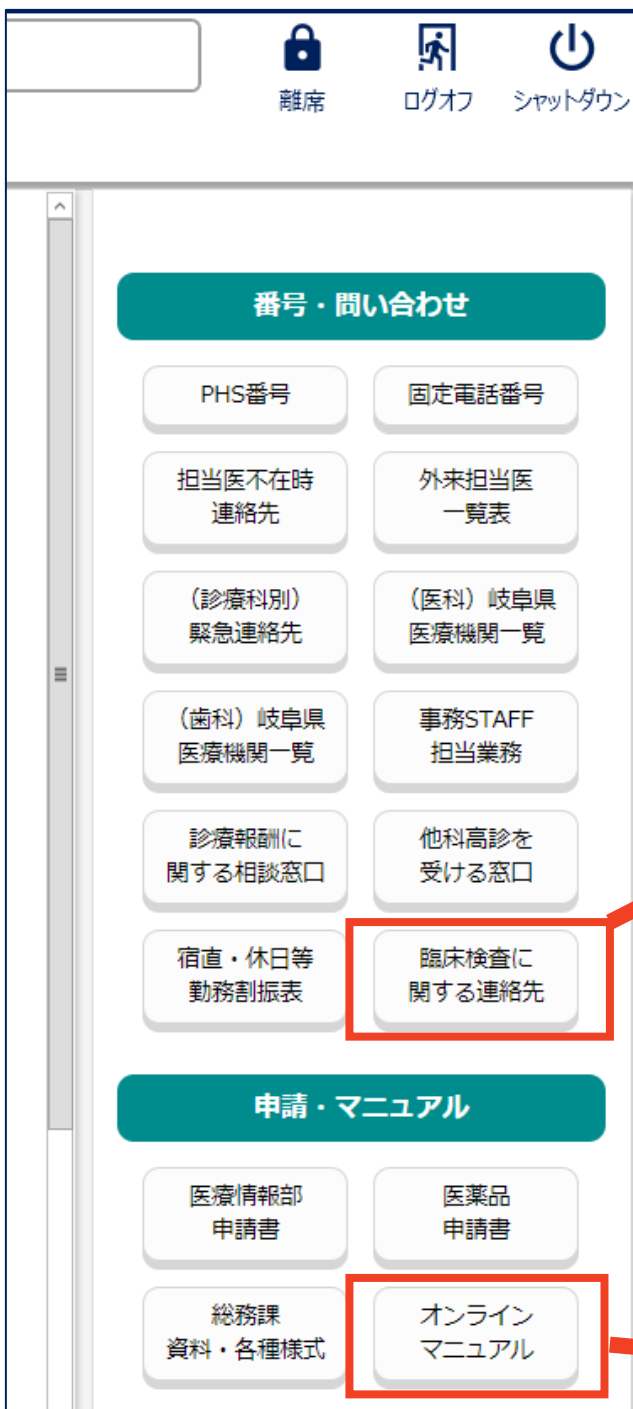 離席 ログオフ シャットダウン
番号・問い合わせ
PHS番号 固定電話番号
担当医不在時 外来担当医
連絡先 一覧表
（診療科別） （医科）岐阜県
緊急連絡先 医療機関一覧
（歯科）岐阜県 事務STAFF
医療機関一覧 担当業務
診療報酬に 他科高診を
関する相談窓口 受ける窓口
宿直・休日等 臨床検査に
勤務割振表 関する連絡先
申請・マニュアル
医療情報部 医薬品
申請書 申請書
総務課 オンライン
資料・各種様式 マニュアル